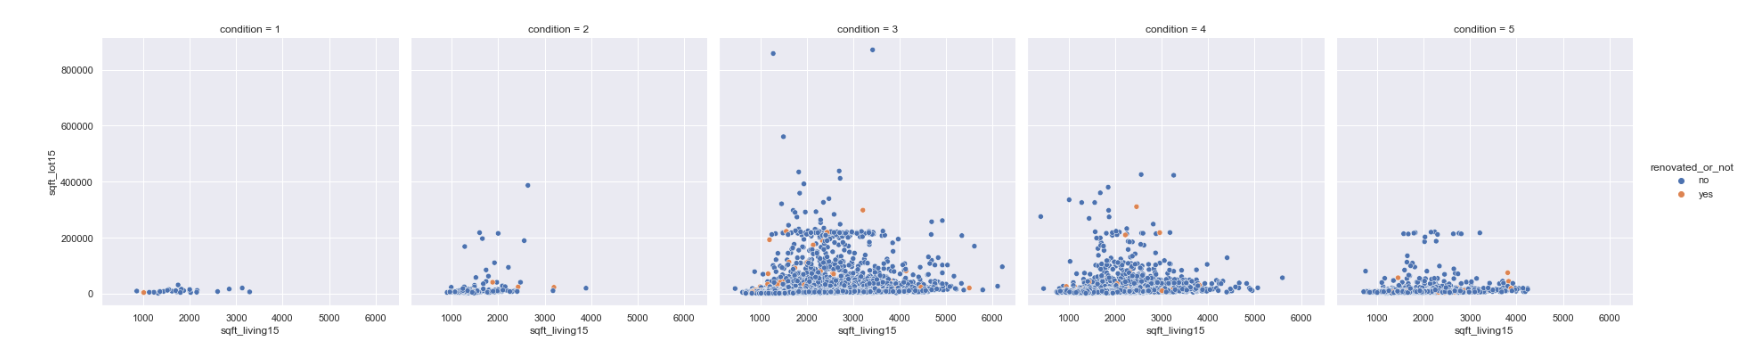 condition = 1
condition = 2
condition = 3
condition = 4
condition = 5
800000
600000
400000
200000
0
sqft_lot15
1000 2000 3000 4000 5000 6000
1000 2000 3000 4000 5000 6000
1000 2000 3000 4000 5000 6000
1000 2000 3000 4000 5000 6000
1000 2000 3000 4000 5000 6000
sqft_living15
sqft_living15
sqft_living15
sqft_living15
sqft_living15
renovated_or_not
no
yes